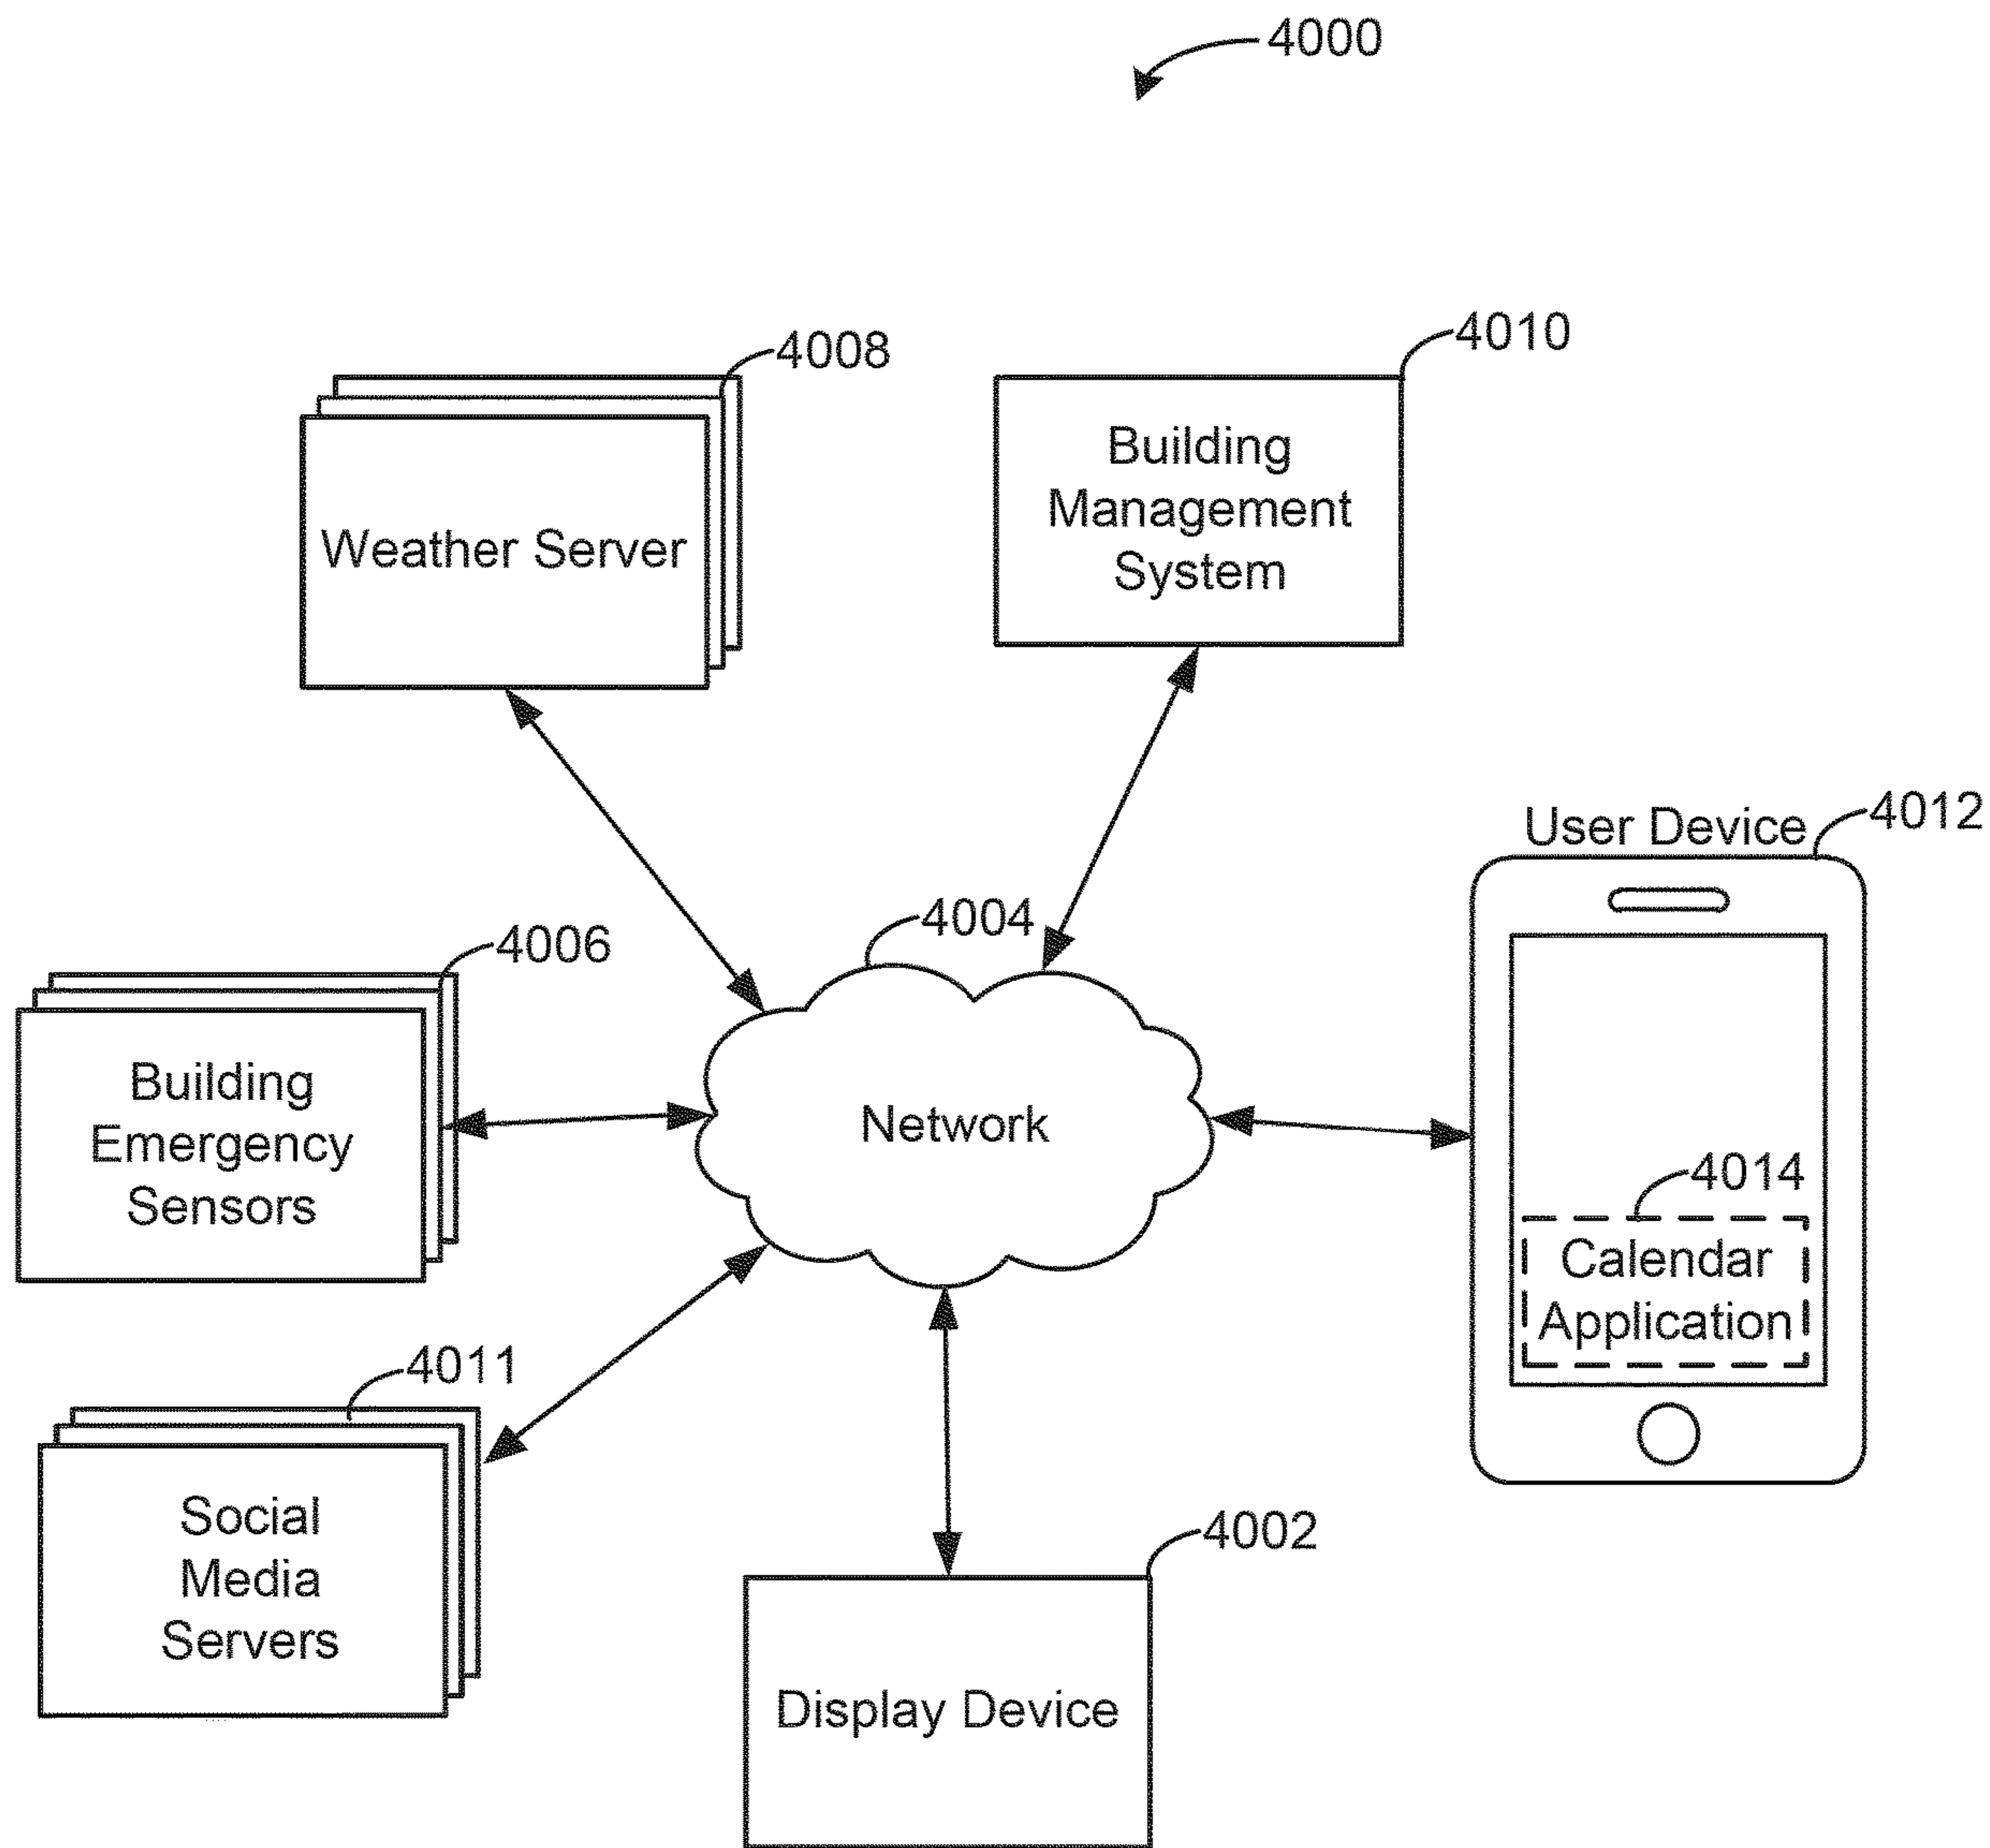 4000
4008
Weather Server
4010
Building
Management
System
User Device
4012
4004
Network
4006
Building
Emergency
Sensors
4014
Calendar
Application
4011
Social
Media
Servers
4002
Display Device